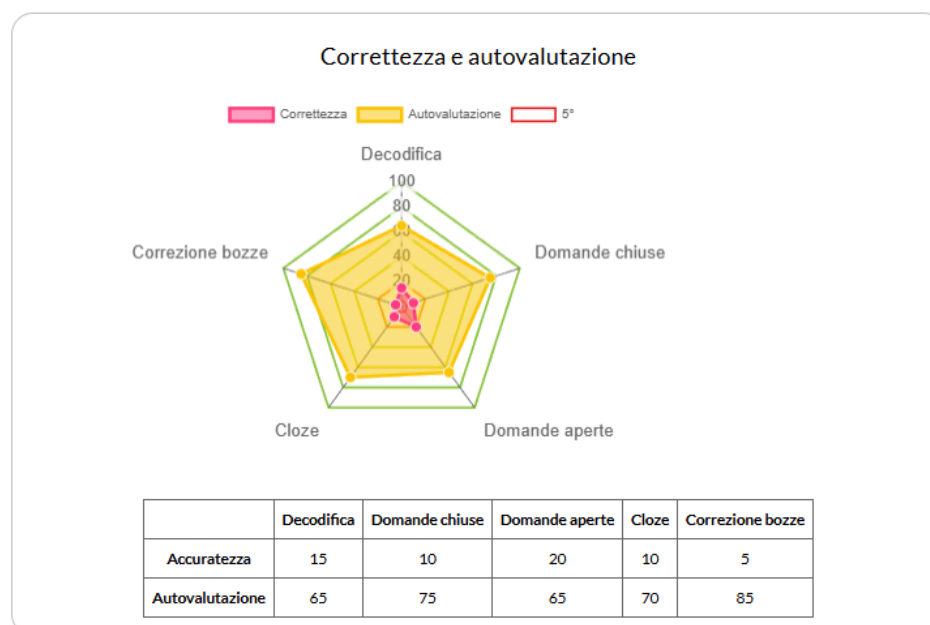 Correttezza e autovalutazione
Correttezza Autovalutazione 5°
Decodifica
100
80
60
40
20
Correzione bozze Domande chiuse
Cloze Domande aperte
Decodifica Domande chiuse Domande aperte Cloze Correzione bozze
Accuratezza 15 10 20 10 5
Autovalutazione 65 75 65 70 85